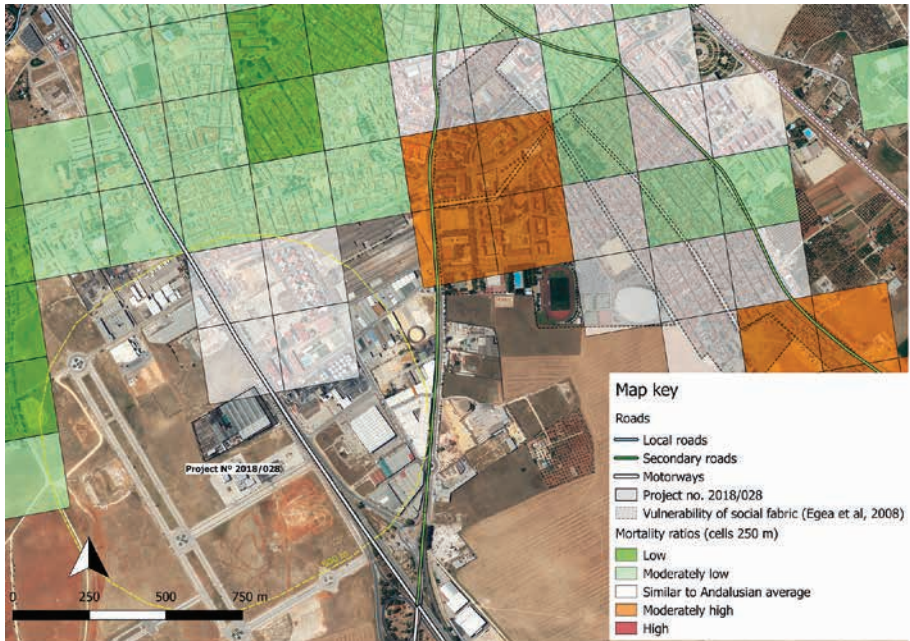 Project Nº 2018/028
0
250
500
750 m
Map key
Roads
Local roads
Secondary roads
Motorways
Project no. 2018/028
Vulnerability of social fabric (Egea et al, 2008)
Mortality ratios (cells 250 m)
Low
Moderately low
Similar to Andalusian average
Moderately high
High